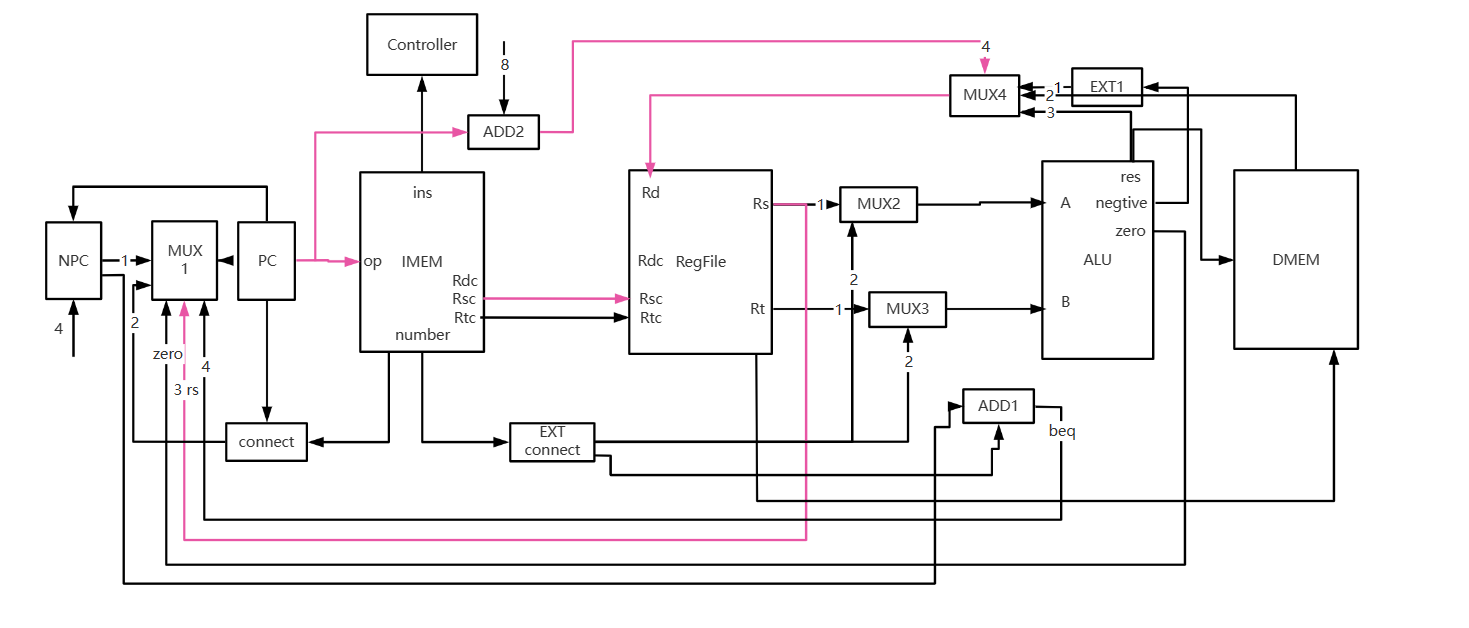 Controller
8
ADD2
4
MUX4
1
2
3
EXT1
ins
op
IMEM
Rdc
Rsc
Rtc
number
Rd
Rs
Rdc
RegFile
Rsc
Rtc
Rt
1
MUX2
2
1
MUX3
2
res
A
negtive
zero
ALU
B
DMEM
NPC
1
MUX
1
PC
4
2
zero
3 rs
4
connect
EXT
connect
ADD1
beq